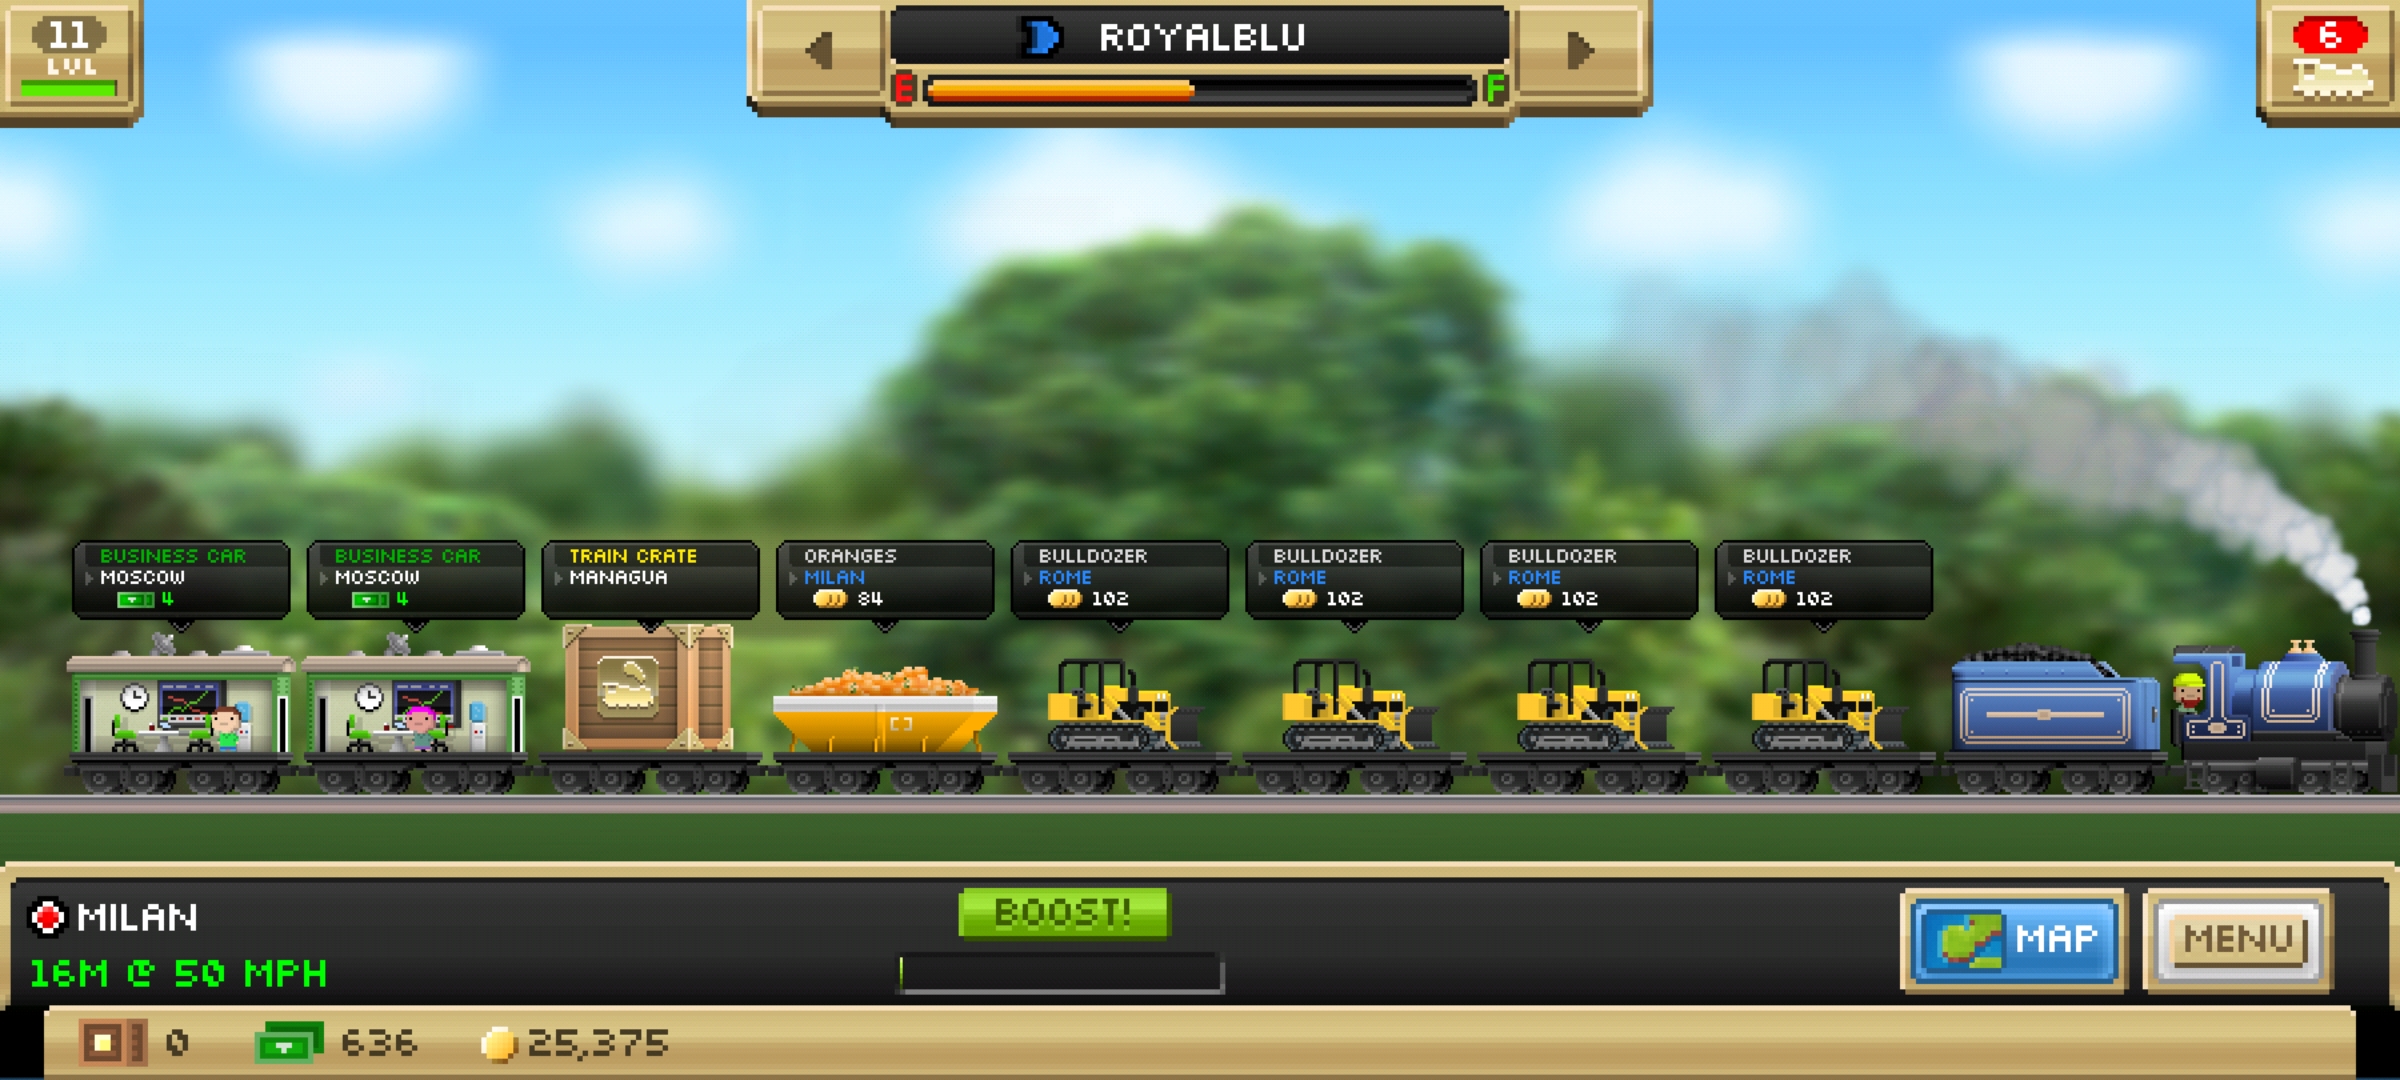 11
LVL
ROYALBLU
E
F
6
BUSINESS CAR
MOSCOW
4
BUSINESS CAR
MOSCOW
4
TRAIN CRATE
MANAGUA
ORANGES
MILAN
84
BULLDOZER
ROME
102
BULLDOZER
ROME
102
BULLDOZER
ROME
102
BULLDOZER
ROME
102
MILAN
16M @ 50 MPH
BOOST!
MAP
MENU
0
636
25,375